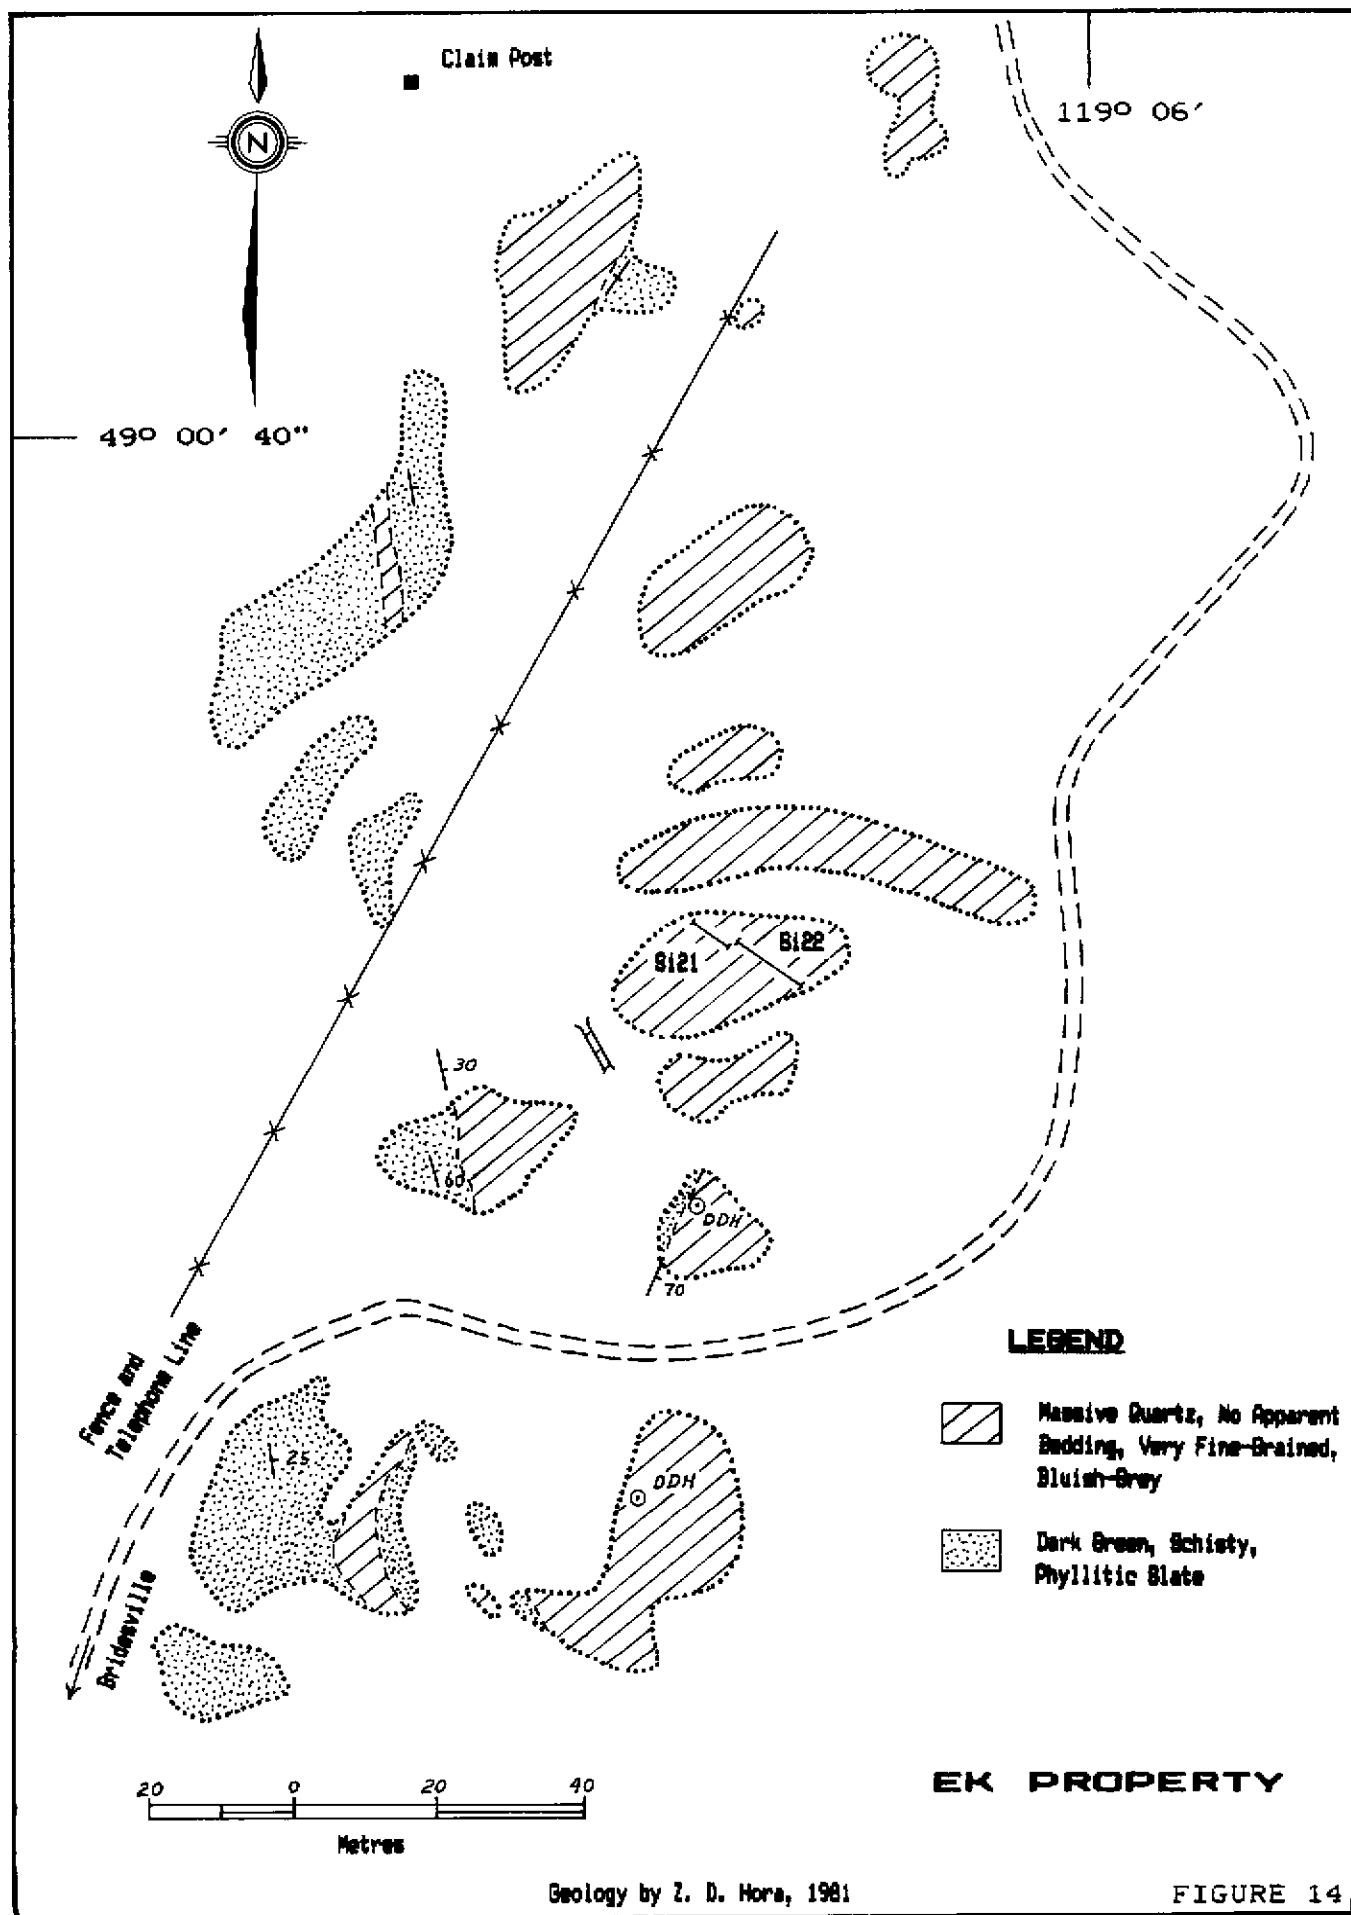 Claim Post
119° 06′
N
49° 00′ 40"
Si21
Si22
30
60
DDH
70
Fence and
Telephone Line
LEGEND
Massive Quartz, No Apparent
Bedding, Very Fine-Grained,
Bluish-Grey
25
DDH
Dark Green, Schisty,
Phyllitic Slate
Bridesville
20 0 20 40
Metres
EK PROPERTY
Geology by Z. D. Hora, 1981
FIGURE 14